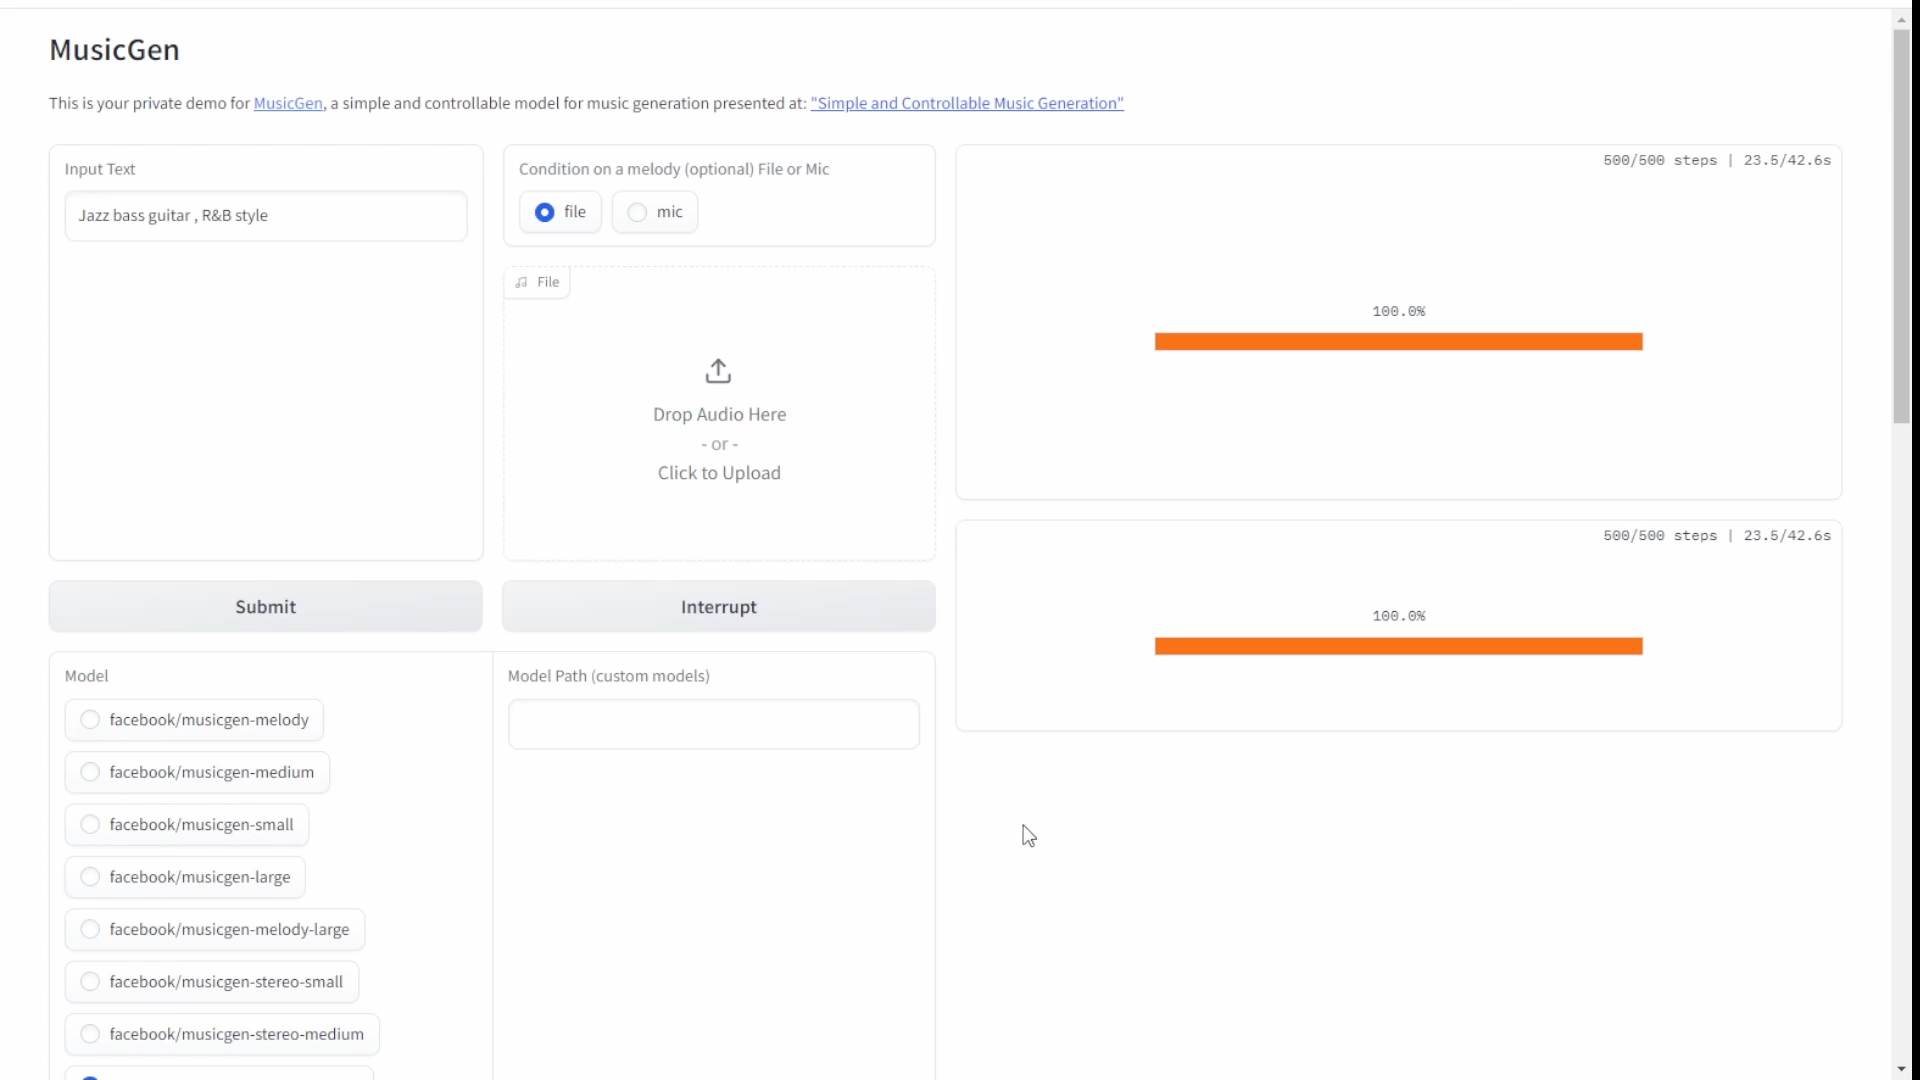 MusicGen
This is your private demo for MusicGen, a simple and controllable model for music generation presented at: "Simple and Controllable Music Generation"
Input Text
Jazz bass guitar , R&B style
Condition on a melody (optional) File or Mic
file
mic
File
Drop Audio Here
- or -
Click to Upload
Submit
Interrupt
500/500 steps | 23.5/42.6s
100.0%
500/500 steps | 23.5/42.6s
100.0%
Model
facebook/musicgen-melody
facebook/musicgen-medium
facebook/musicgen-small
facebook/musicgen-large
facebook/musicgen-melody-large
facebook/musicgen-stereo-small
facebook/musicgen-stereo-medium
Model Path (custom models)